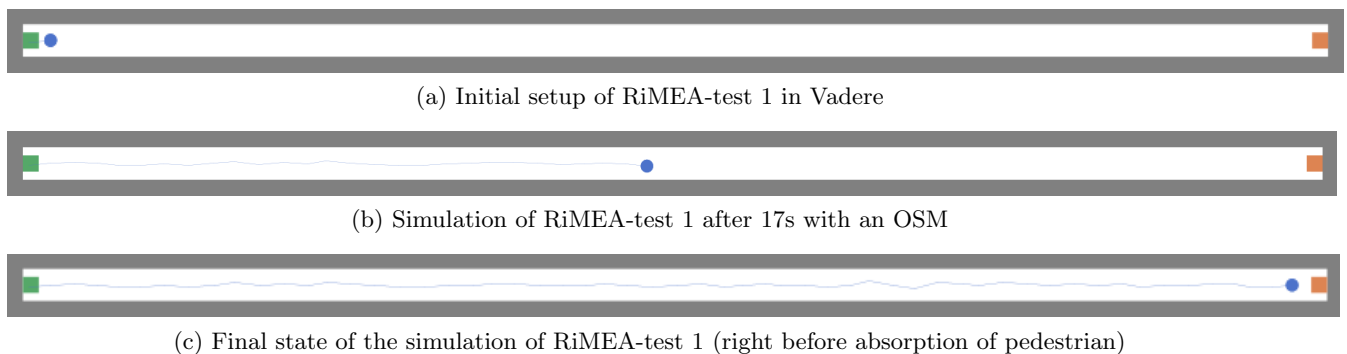 (a) Initial setup of RiMEA-test 1 in Vadere
(b) Simulation of RiMEA-test 1 after 17s with an OSM
(c) Final state of the simulation of RiMEA-test 1 (right before absorption of pedestrian)